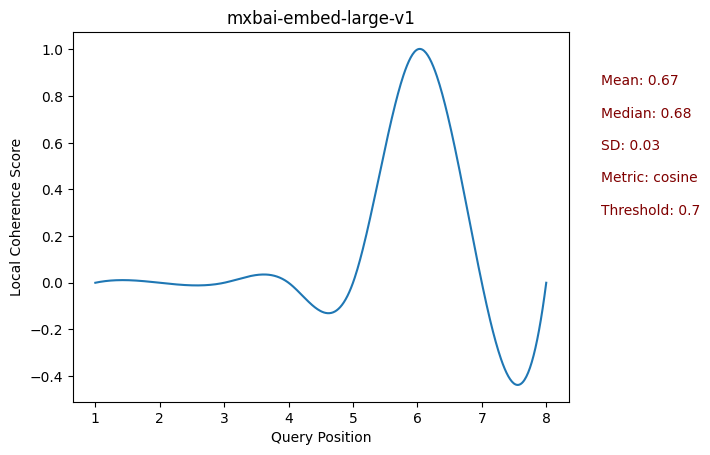 mxbai-embed-large-v1
1.0
0.8
0.6
0.4
0.2
0.0
−0.2
−0.4
Local Coherence Score
1 2 3 4 5 6 7 8
Query Position
Mean: 0.67
Median: 0.68
SD: 0.03
Metric: cosine
Threshold: 0.7